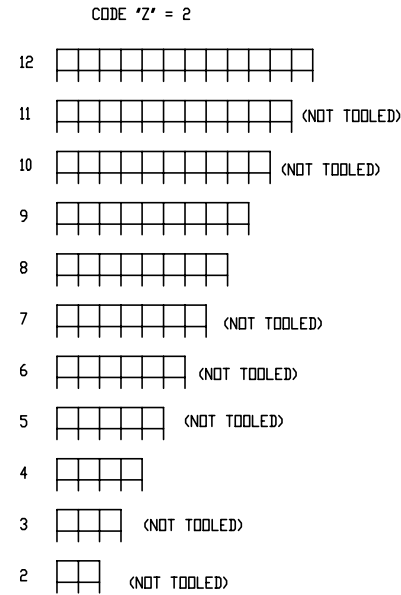 CODE "Z" = 2
12
11 (NOT TOOLED)
10 (NOT TOOLED)
9
8
7 (NOT TOOLED)
6 (NOT TOOLED)
5 (NOT TOOLED)
4
3 (NOT TOOLED)
2 (NOT TOOLED)